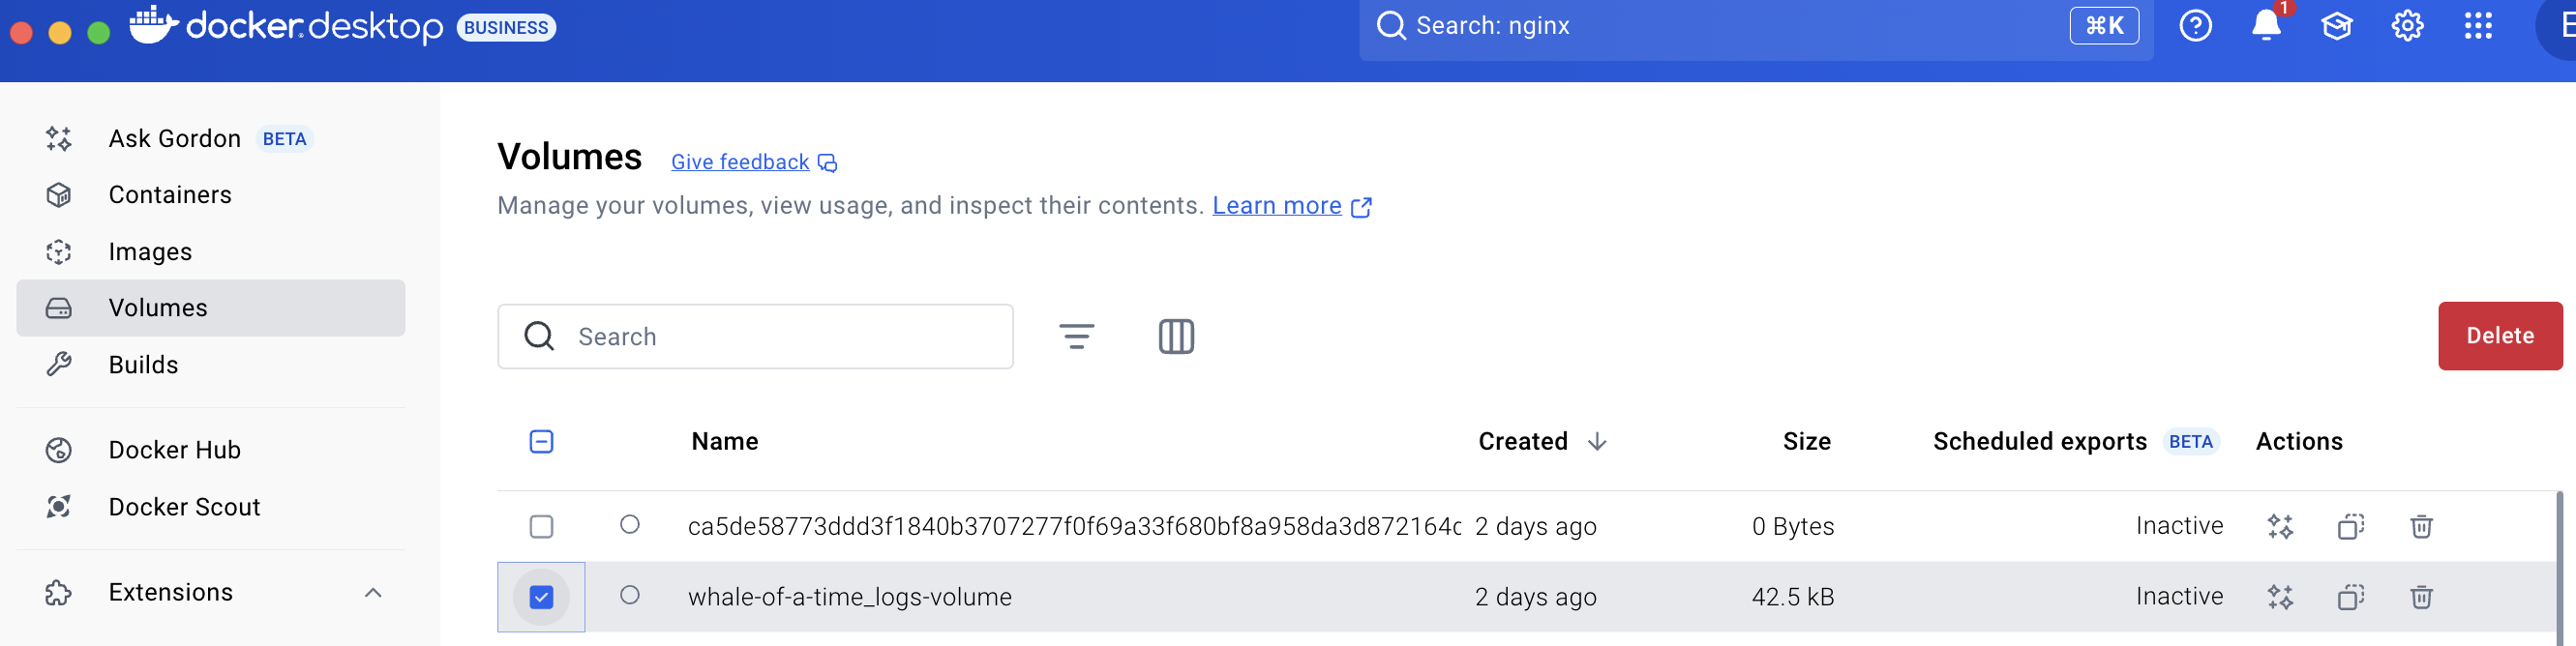 docker.desktop BUSINESS
Search: nginx ⌘K
1
E
Ask Gordon BETA
Containers
Images
Volumes
Builds
Docker Hub
Docker Scout
Extensions
Volumes Give feedback
Manage your volumes, view usage, and inspect their contents. Learn more
Search
Delete
Name Created Size Scheduled exports BETA Actions
ca5de58773ddd3f1840b3707277f0f69a33f680bf8a958da3d872164c 2 days ago 0 Bytes Inactive
whale-of-a-time_logs-volume 2 days ago 42.5 kB Inactive